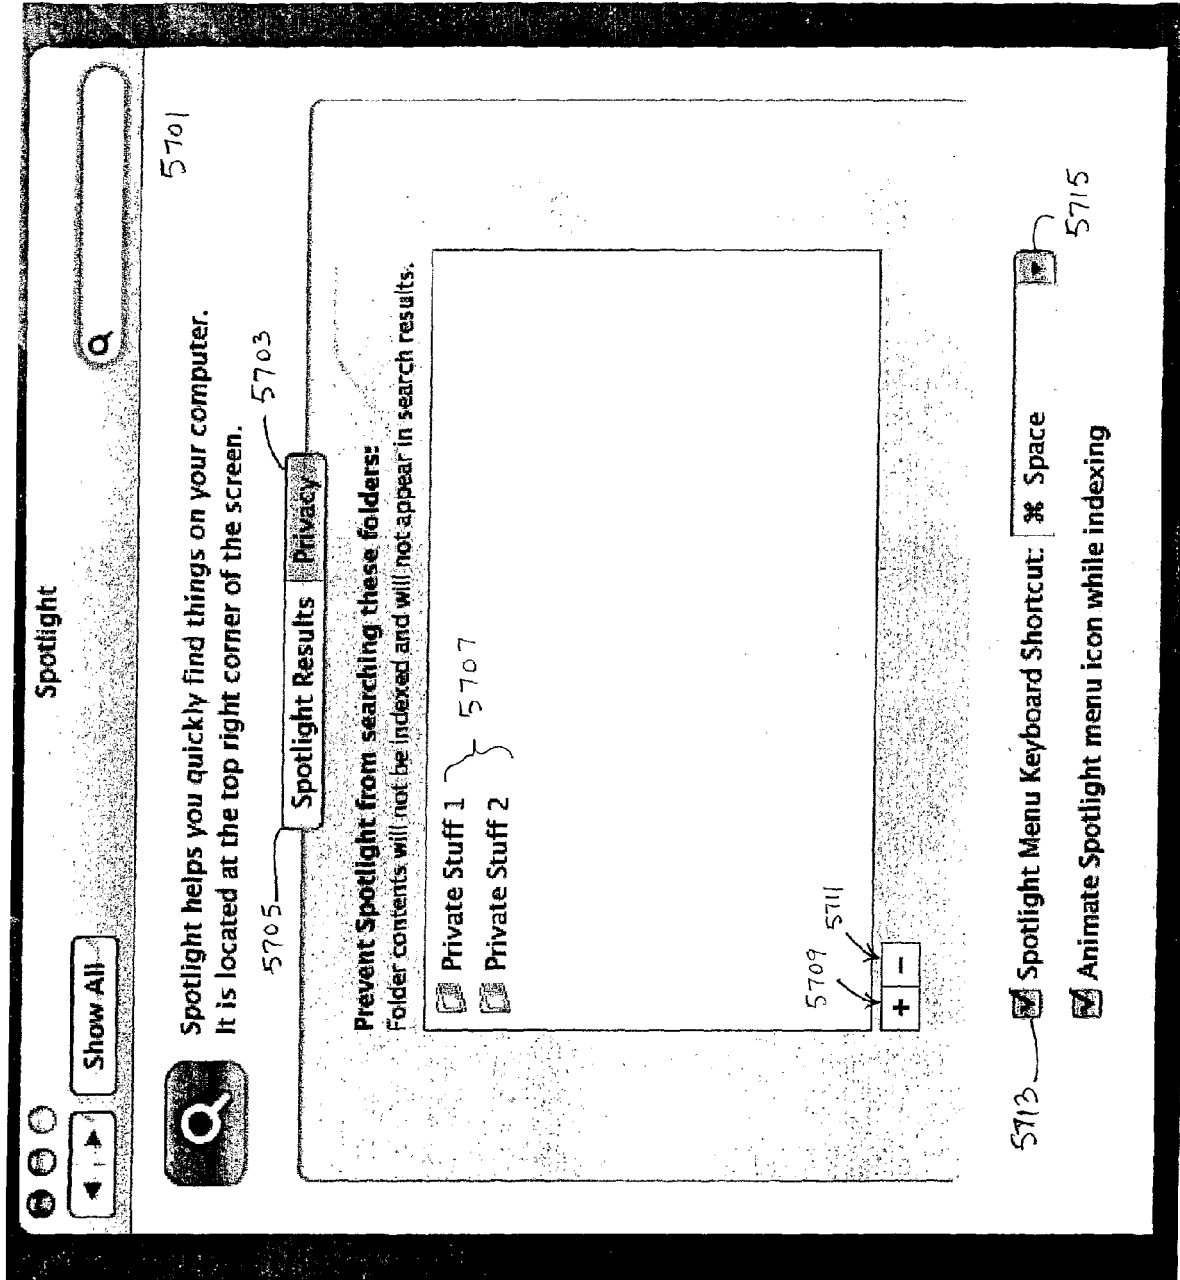 Spotlight
Show All
Spotlight helps you quickly find things on your computer.
It is located at the top right corner of the screen.
5701
5705
5703
Spotlight Results Privacy
Prevent Spotlight from searching these folders:
Folder contents will not be indexed and will not appear in search results.
Private Stuff 1
Private Stuff 2
5707
5709
5711
+ −
5713
Spotlight Menu Keyboard Shortcut: ⌘ Space
5715
Animate Spotlight menu icon while indexing